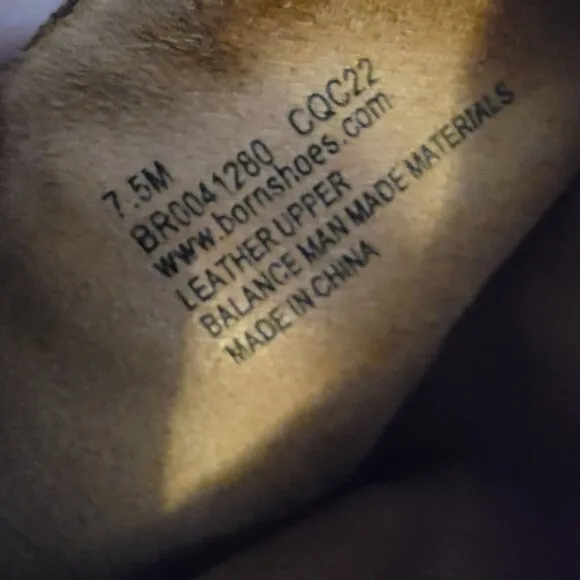 7.5M
BR0041280 CQC22
www.bornshoes.com
LEATHER UPPER
BALANCE MAN MADE MATERIALS
MADE IN CHINA